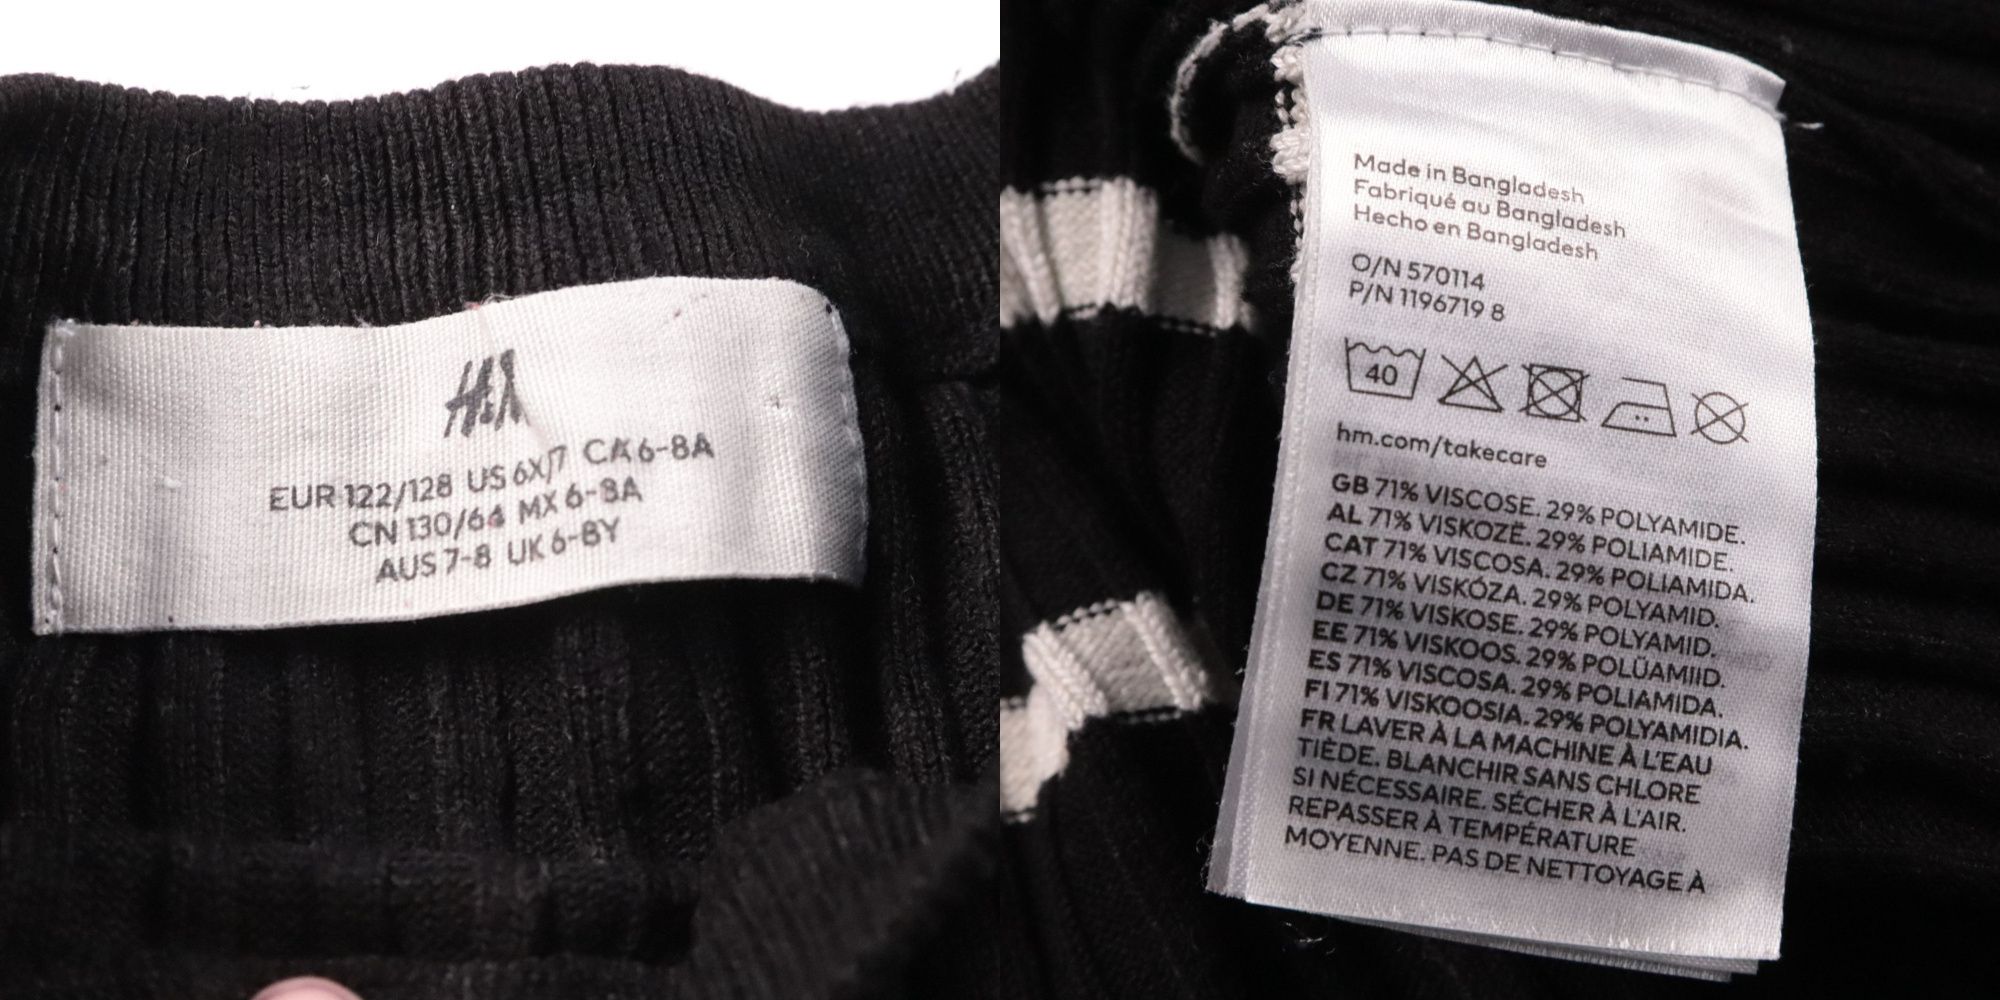 H&M
EUR 122/128 US 6X/7 CA 6-8A
CN 130/64 MX 6-8A
AUS 7-8 UK 6-8Y
Made in Bangladesh
Fabriqué au Bangladesh
Hecho en Bangladesh
O/N 570114
P/N 1196719 8
40
hm.com/takecare
GB 71% VISCOSE. 29% POLYAMIDE.
AL 71% VISKOZË. 29% POLIAMIDE.
CAT 71% VISCOSA. 29% POLIAMIDA.
CZ 71% VISKÓZA. 29% POLYAMID.
DE 71% VISKOSE. 29% POLYAMID.
EE 71% VISKOOS. 29% POLÜAMIID.
ES 71% VISCOSA. 29% POLIAMIDA.
FI 71% VISKOOSIA. 29% POLYAMIDIA.
FR LAVER À LA MACHINE À L'EAU
TIÈDE. BLANCHIR SANS CHLORE
SI NÉCESSAIRE. SÉCHER À L'AIR.
REPASSER À TEMPÉRATURE
MOYENNE. PAS DE NETTOYAGE À